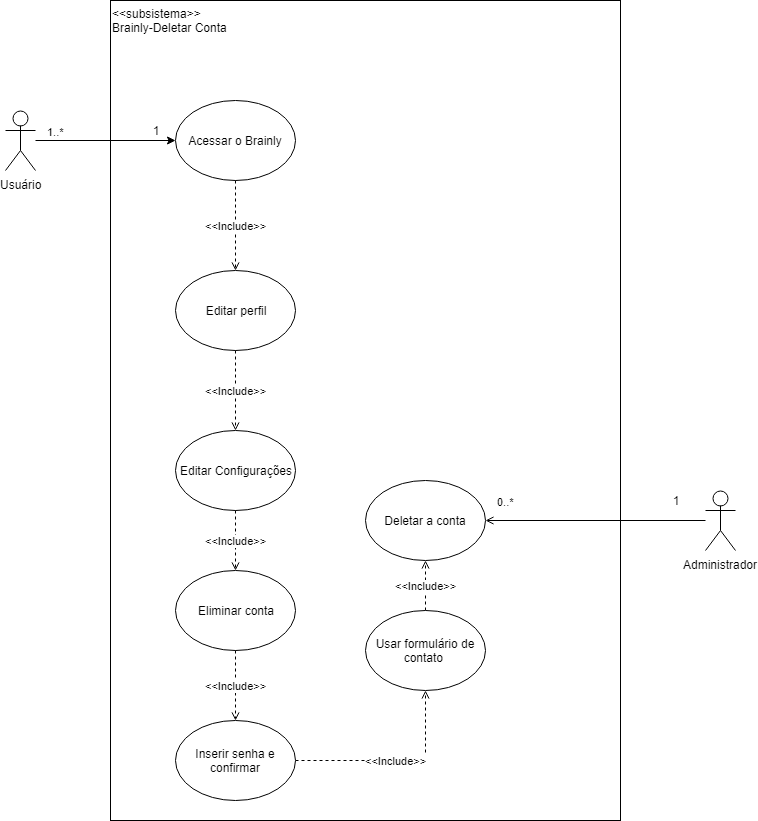 <<subsistema>>
Brainly-Deletar Conta
1..*
1
Acessar o Brainly
Usuário
<<Include>>
Editar perfil
<<Include>>
Editar Configurações
0..*
1
Deletar a conta
<<Include>>
Administrador
<<Include>>
Eliminar conta
Usar formulário de
contato
<<Include>>
Inserir senha e
confirmar
<<Include>>